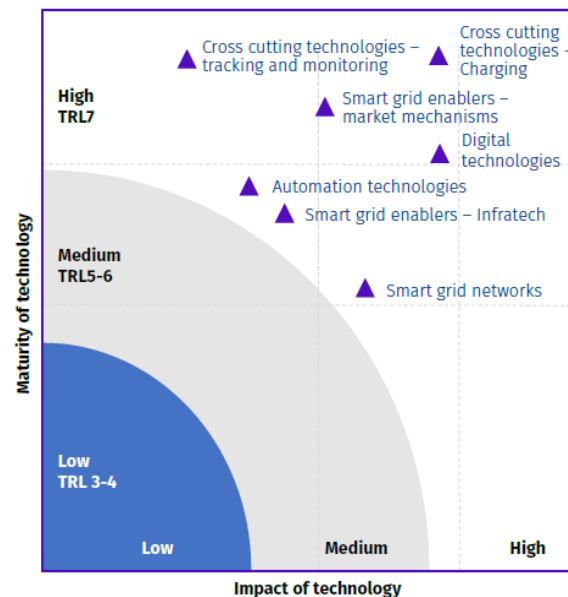 Cross cutting technologies –
tracking and monitoring
Cross cutting
technologies –
Charging
High
TRL7
Smart grid enablers –
market mechanisms
Digital
technologies
Automation technologies
Smart grid enablers – Infratech
Medium
TRL5-6
Smart grid networks
Maturity of technology
Low
TRL 3-4
Low
Medium
High
Impact of technology